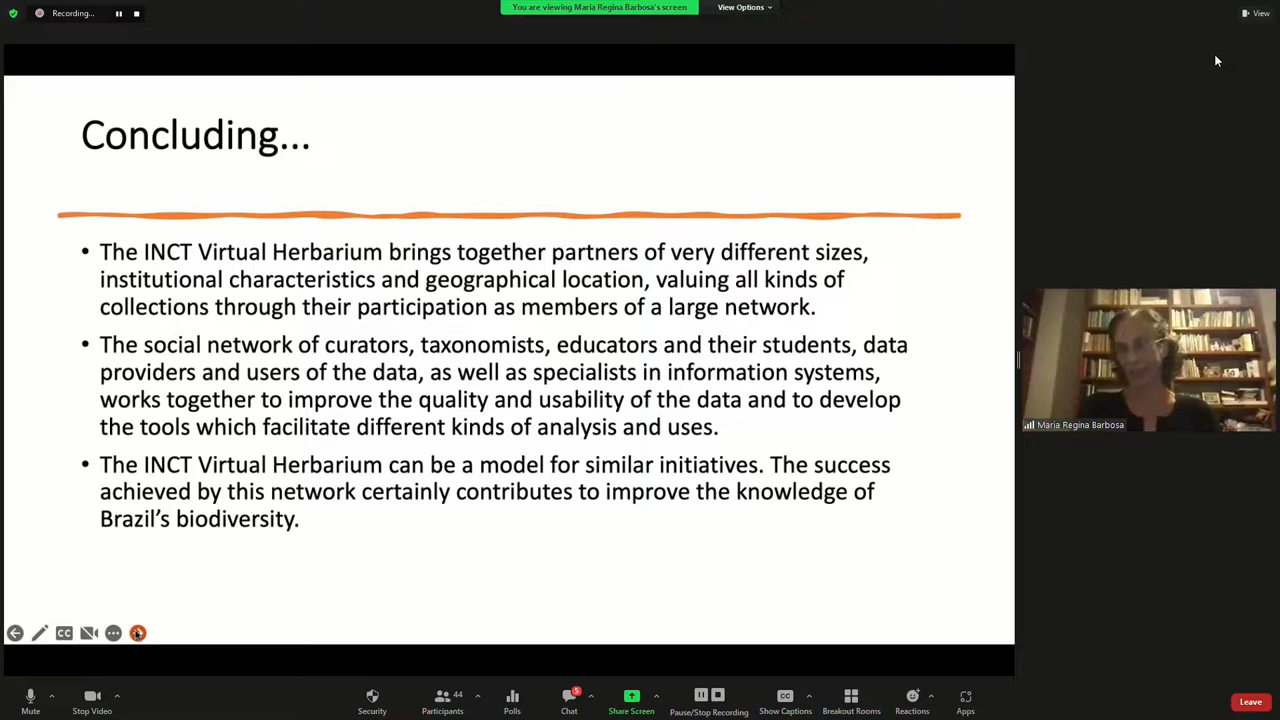 Recording...
You are viewing Maria Regina Barbosa's screen
View Options
View
Concluding...
• The INCT Virtual Herbarium brings together partners of very different sizes,
institutional characteristics and geographical location, valuing all kinds of
collections through their participation as members of a large network.
• The social network of curators, taxonomists, educators and their students, data
providers and users of the data, as well as specialists in information systems,
works together to improve the quality and usability of the data and to develop
the tools which facilitate different kinds of analysis and uses.
• The INCT Virtual Herbarium can be a model for similar initiatives. The success
achieved by this network certainly contributes to improve the knowledge of
Brazil's biodiversity.
Maria Regina Barbosa
CC
44
5
CC
Mute
Stop Video
Security
Participants
Polls
Chat
Share Screen
Pause/Stop Recording
Show Captions
Breakout Rooms
Reactions
Apps
Leave